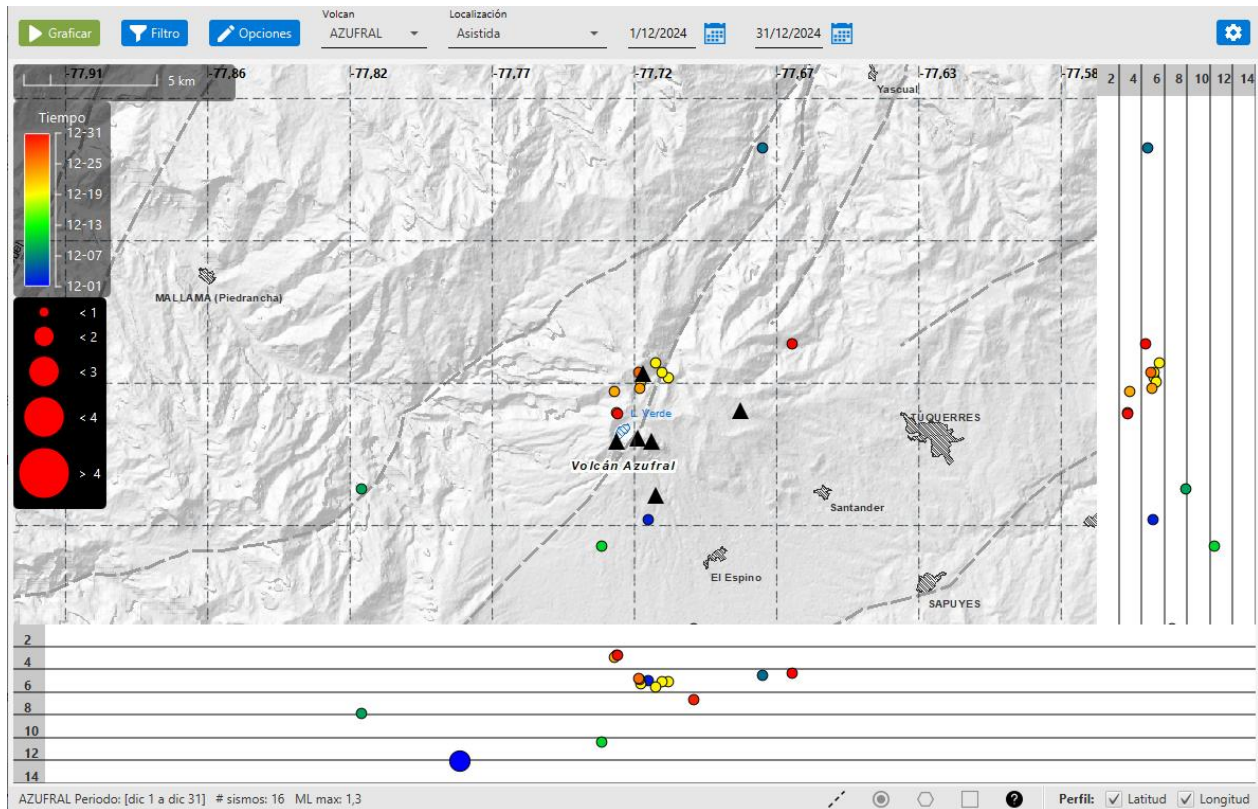 Volcan
Localización
Graficar
Filtro
Opciones
AZUFRAL
Asistida
1/12/2024
31/12/2024
-77,91
-77,86
-77,82
-77,77
-77,72
-77,67
-77,63
-77,58
2 4 6 8 10 12 14
5 km
Yascual
Tiempo
12-31
12-25
12-19
12-13
12-07
12-01
MALLAMA (Piedrancha)
< 1
< 2
< 3
< 4
> 4
L. Verde
TÚQUERRES
Volcán Azufral
Santander
El Espino
SAPUYES
2
4
6
8
10
12
14
AZUFRAL Periodo: [dic 1 a dic 31] # sismos: 16 ML max: 1,3
?
Perfil:
Latitud
Longitud